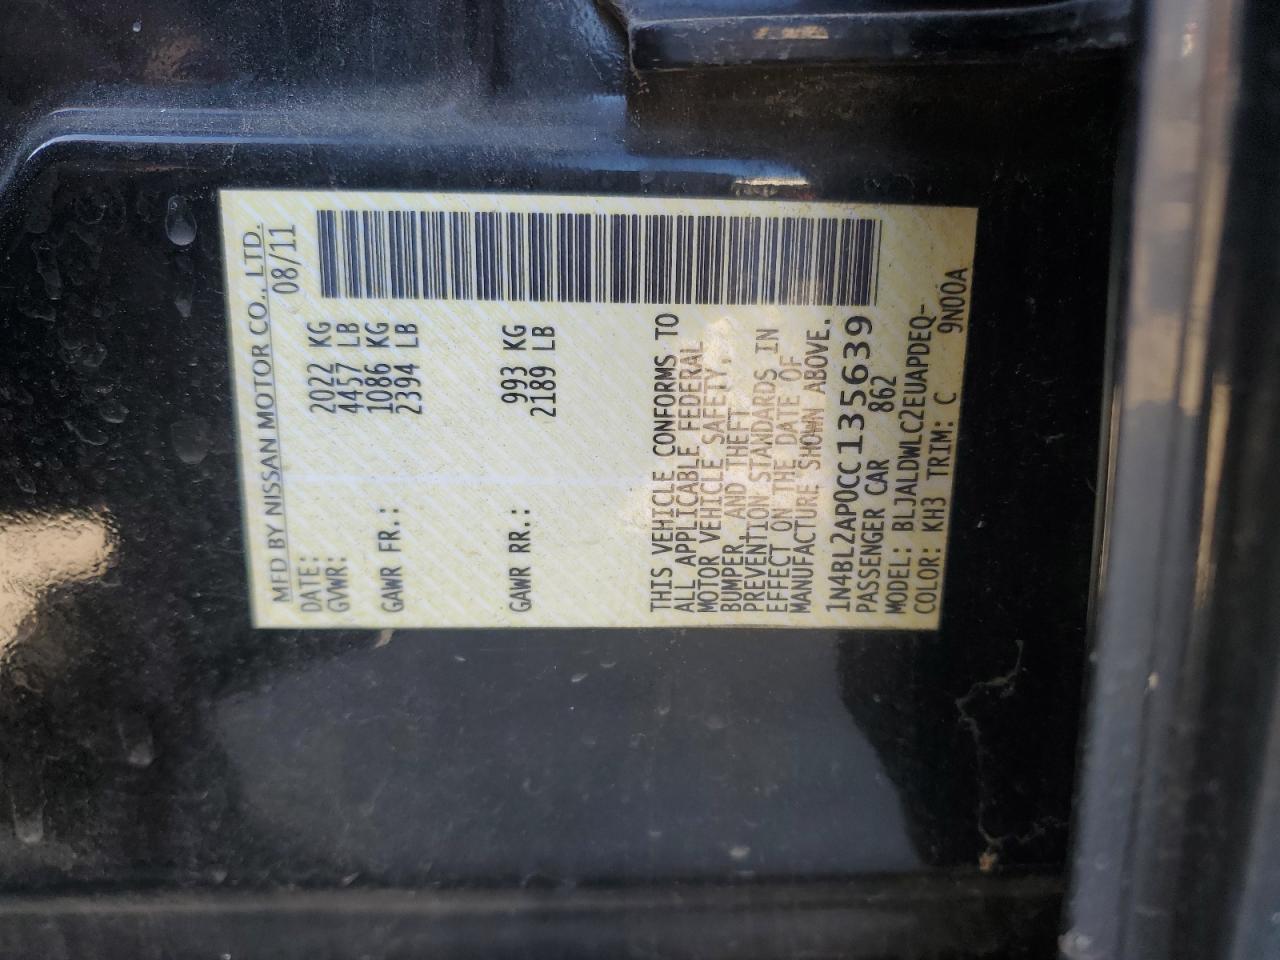 MFD BY NISSAN MOTOR CO., LTD.
DATE: 08/11
GVWR: 2022 KG
4457 LB
GAWR FR.: 1086 KG
2394 LB
GAWR RR.: 993 KG
2189 LB
THIS VEHICLE CONFORMS TO
ALL APPLICABLE FEDERAL
MOTOR VEHICLE SAFETY,
BUMPER, AND THEFT
PREVENTION STANDARDS IN
EFFECT ON THE DATE OF
MANUFACTURE SHOWN ABOVE.
1N4BL2AP0CC135639
PASSENGER CAR 862
MODEL: BLJALDWLC2EUAPDEQ-
COLOR: KH3 TRIM: C 9N00A